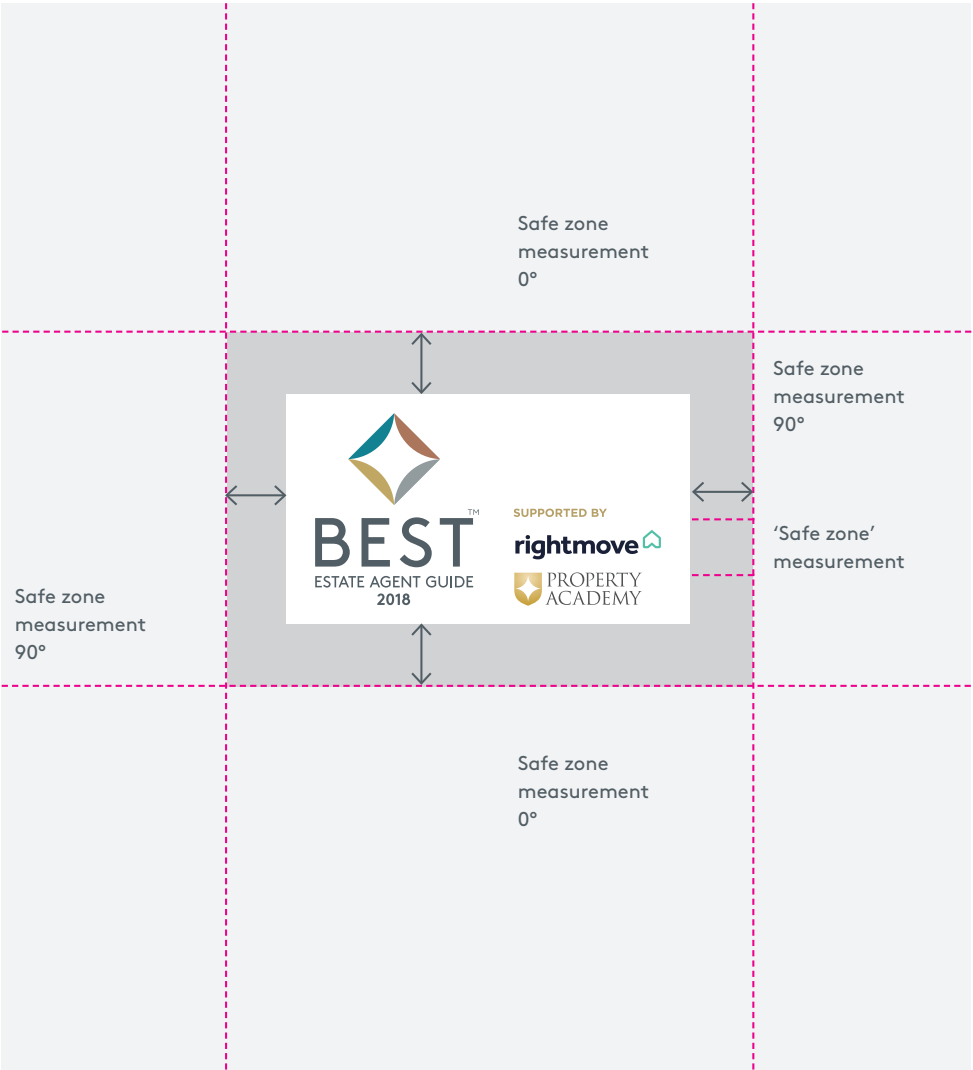 Safe zone
measurement
0°
Safe zone
measurement
90°
BEST™
ESTATE AGENT GUIDE
2018
SUPPORTED BY
rightmove
PROPERTY
ACADEMY
‘Safe zone’
measurement
Safe zone
measurement
90°
Safe zone
measurement
0°